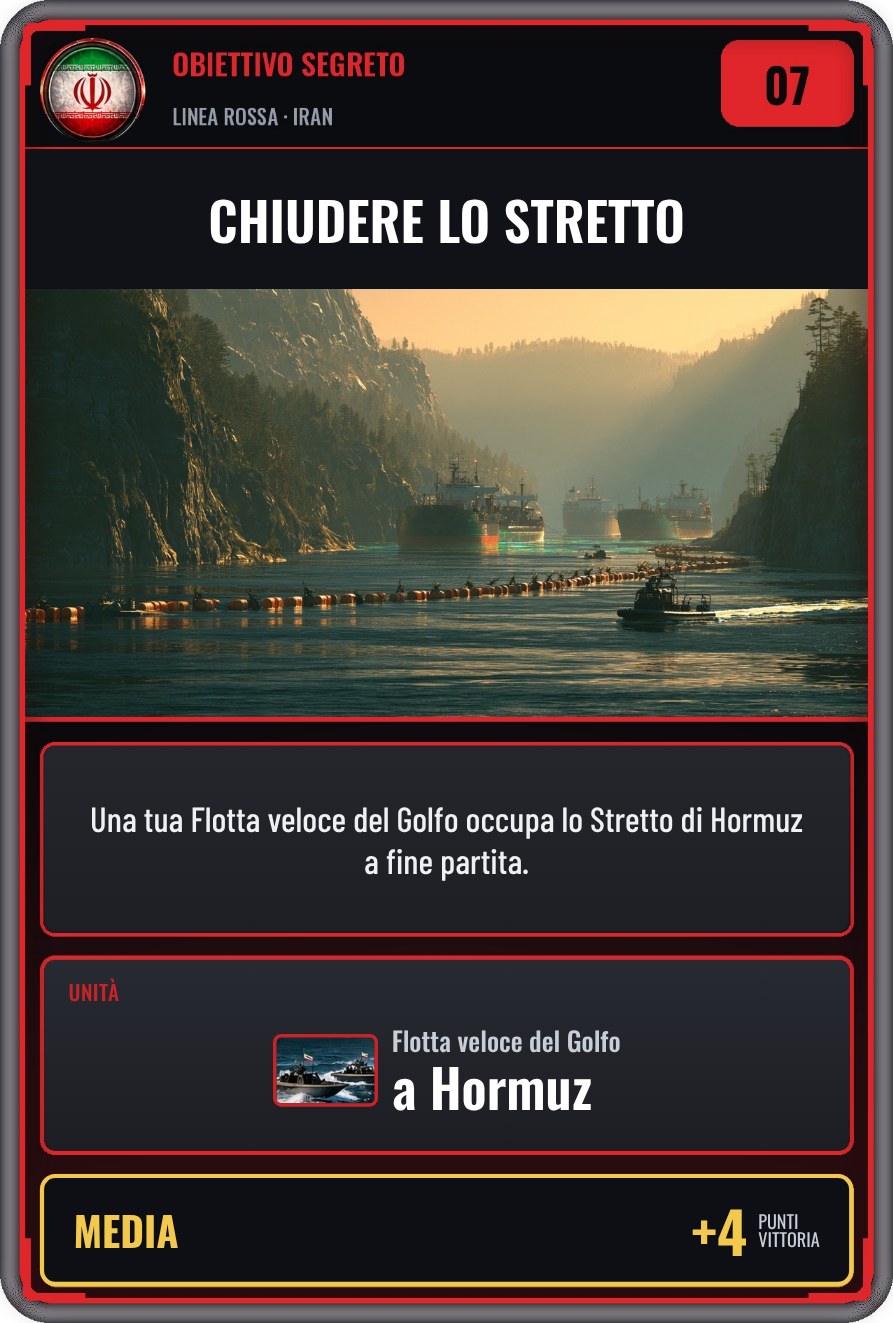 OBIETTIVO SEGRETO
LINEA ROSSA · IRAN
07
CHIUDERE LO STRETTO
Una tua Flotta veloce del Golfo occupa lo Stretto di Hormuz
a fine partita.
UNITÀ
Flotta veloce del Golfo
a Hormuz
MEDIA
+4
PUNTI
VITTORIA